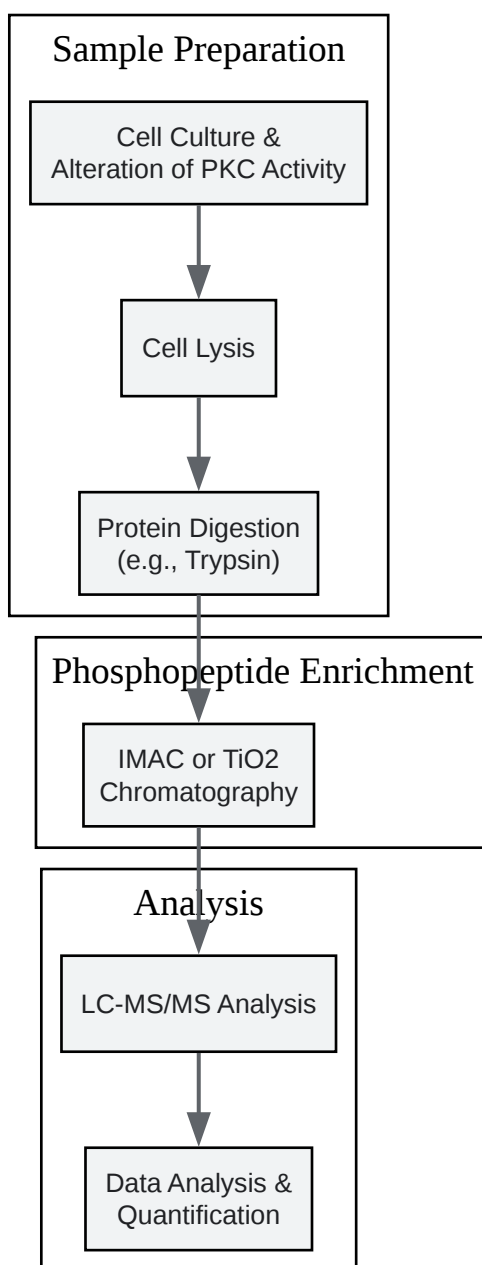 Sample Preparation
Cell Culture &
Alteration of PKC Activity
Cell Lysis
Protein Digestion
(e.g., Trypsin)
Phosphopeptide Enrichment
IMAC or TiO2
Chromatography
Analysis
LC-MS/MS Analysis
Data Analysis &
Quantification